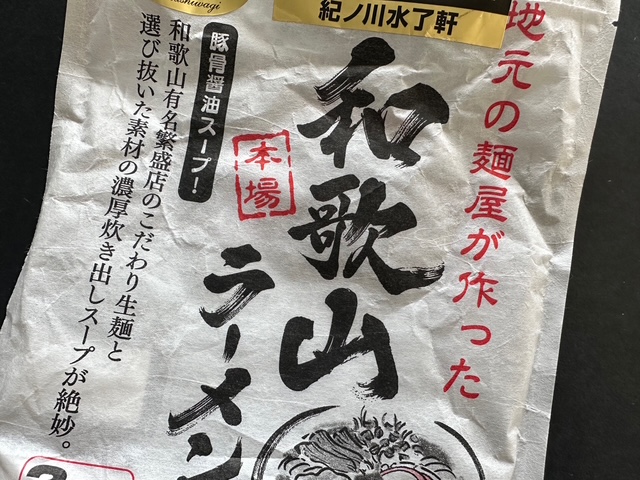 紀ノ川水了軒
地元の麺屋が作った
和歌山
本場
ラーメン
豚骨醤油スープ!
和歌山有名繁盛店のこだわり生麺と
選び抜いた素材の濃厚炊き出しスープが絶妙。